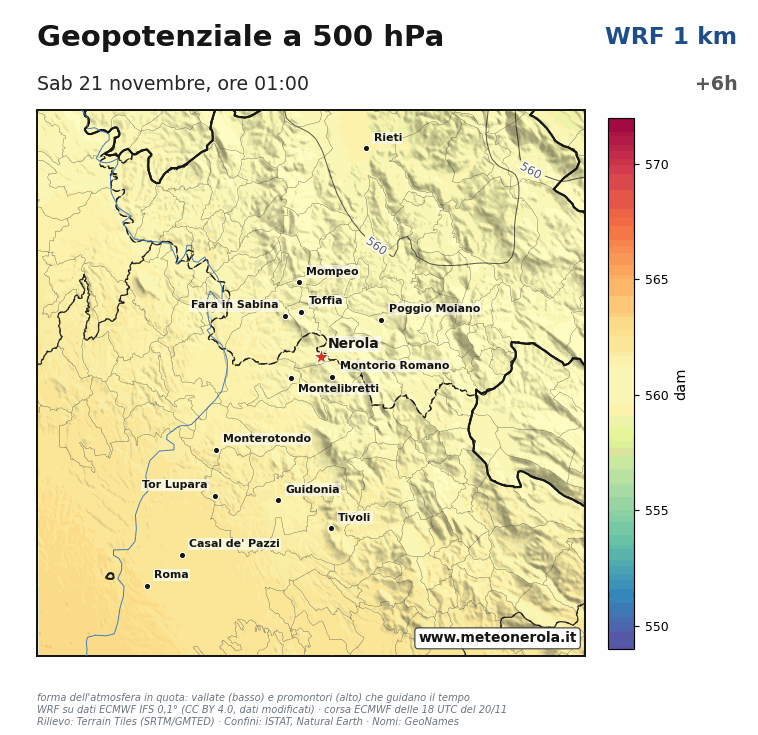 Geopotenziale a 500 hPa
WRF 1 km
Sab 21 novembre, ore 01:00
+6h
Rieti
560
560
Mompeo
Fara in Sabina
Toffia
Poggio Moiano
Nerola
Montorio Romano
Montelibretti
Monterotondo
Tor Lupara
Guidonia
Tivoli
Casal de' Pazzi
Roma
www.meteonerola.it
570
565
560
555
550
dam
forma dell'atmosfera in quota: vallate (basso) e promontori (alto) che guidano il tempo
WRF su dati ECMWF IFS 0,1° (CC BY 4.0, dati modificati) · corsa ECMWF delle 18 UTC del 20/11
Rilievo: Terrain Tiles (SRTM/GMTED) · Confini: ISTAT, Natural Earth · Nomi: GeoNames